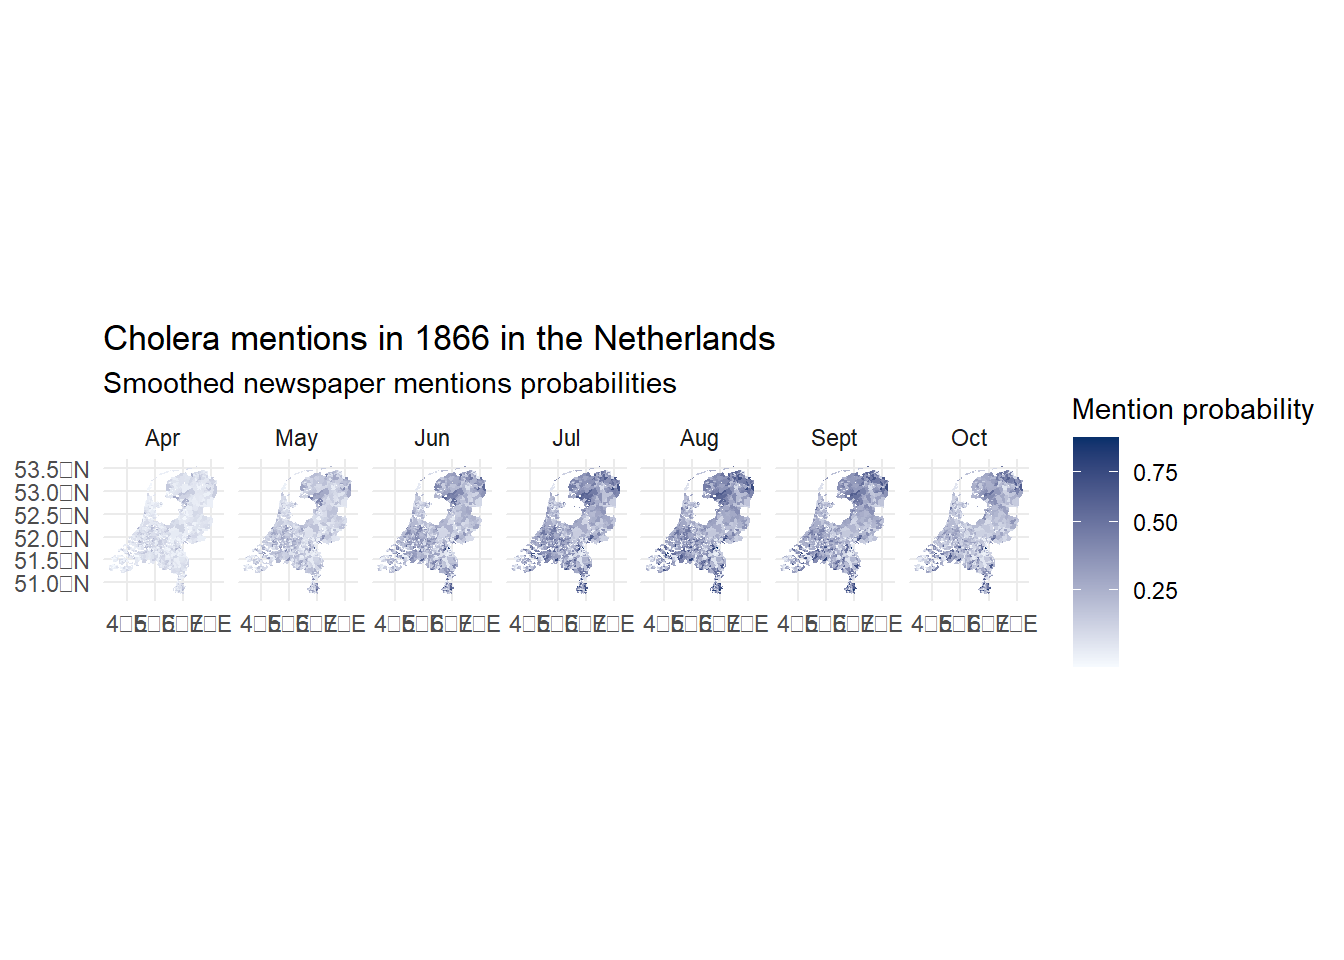 Cholera mentions in 1866 in the Netherlands
Smoothed newspaper mentions probabilities
Apr May Jun Jul Aug Sept Oct
53.5□N
53.0□N
52.5□N
52.0□N
51.5□N
51.0□N
4□E 5□E 6□E 7□E 4□E 5□E 6□E 7□E 4□E 5□E 6□E 7□E 4□E 5□E 6□E 7□E 4□E 5□E 6□E 7□E 4□E 5□E 6□E 7□E 4□E 5□E 6□E 7□E
Mention probability
0.75
0.50
0.25